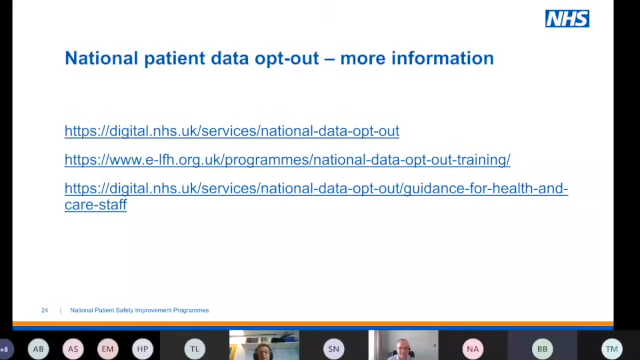 NHS
National patient data opt-out – more information
https://digital.nhs.uk/services/national-data-opt-out
https://www.e-lfh.org.uk/programmes/national-data-opt-out-training/
https://digital.nhs.uk/services/national-data-opt-out/guidance-for-health-and-
care-staff
24 | National Patient Safety Improvement Programmes
+8 AB AS EM HP TL SN NA BB TM